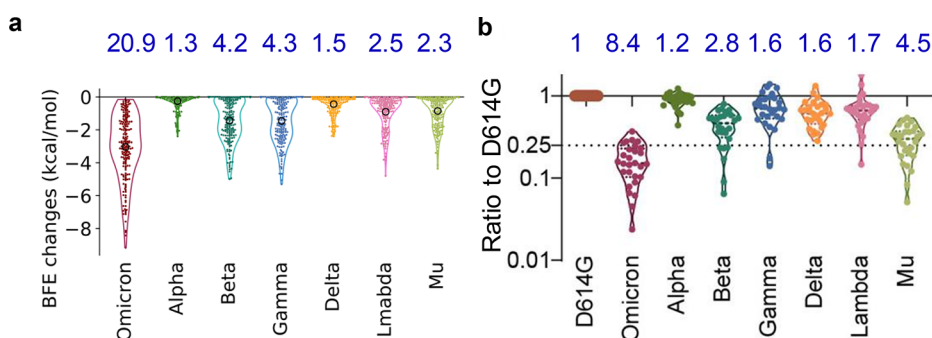 a
20.9 1.3 4.2 4.3 1.5 2.5 2.3
BFE changes (kcal/mol)
0
−2
−4
−6
−8
Omicron
Alpha
Beta
Gamma
Delta
Lmabda
Mu
b
1 8.4 1.2 2.8 1.6 1.6 1.7 4.5
Ratio to D614G
1
0.25
0.1
0.01
D614G
Omicron
Alpha
Beta
Gamma
Delta
Lambda
Mu